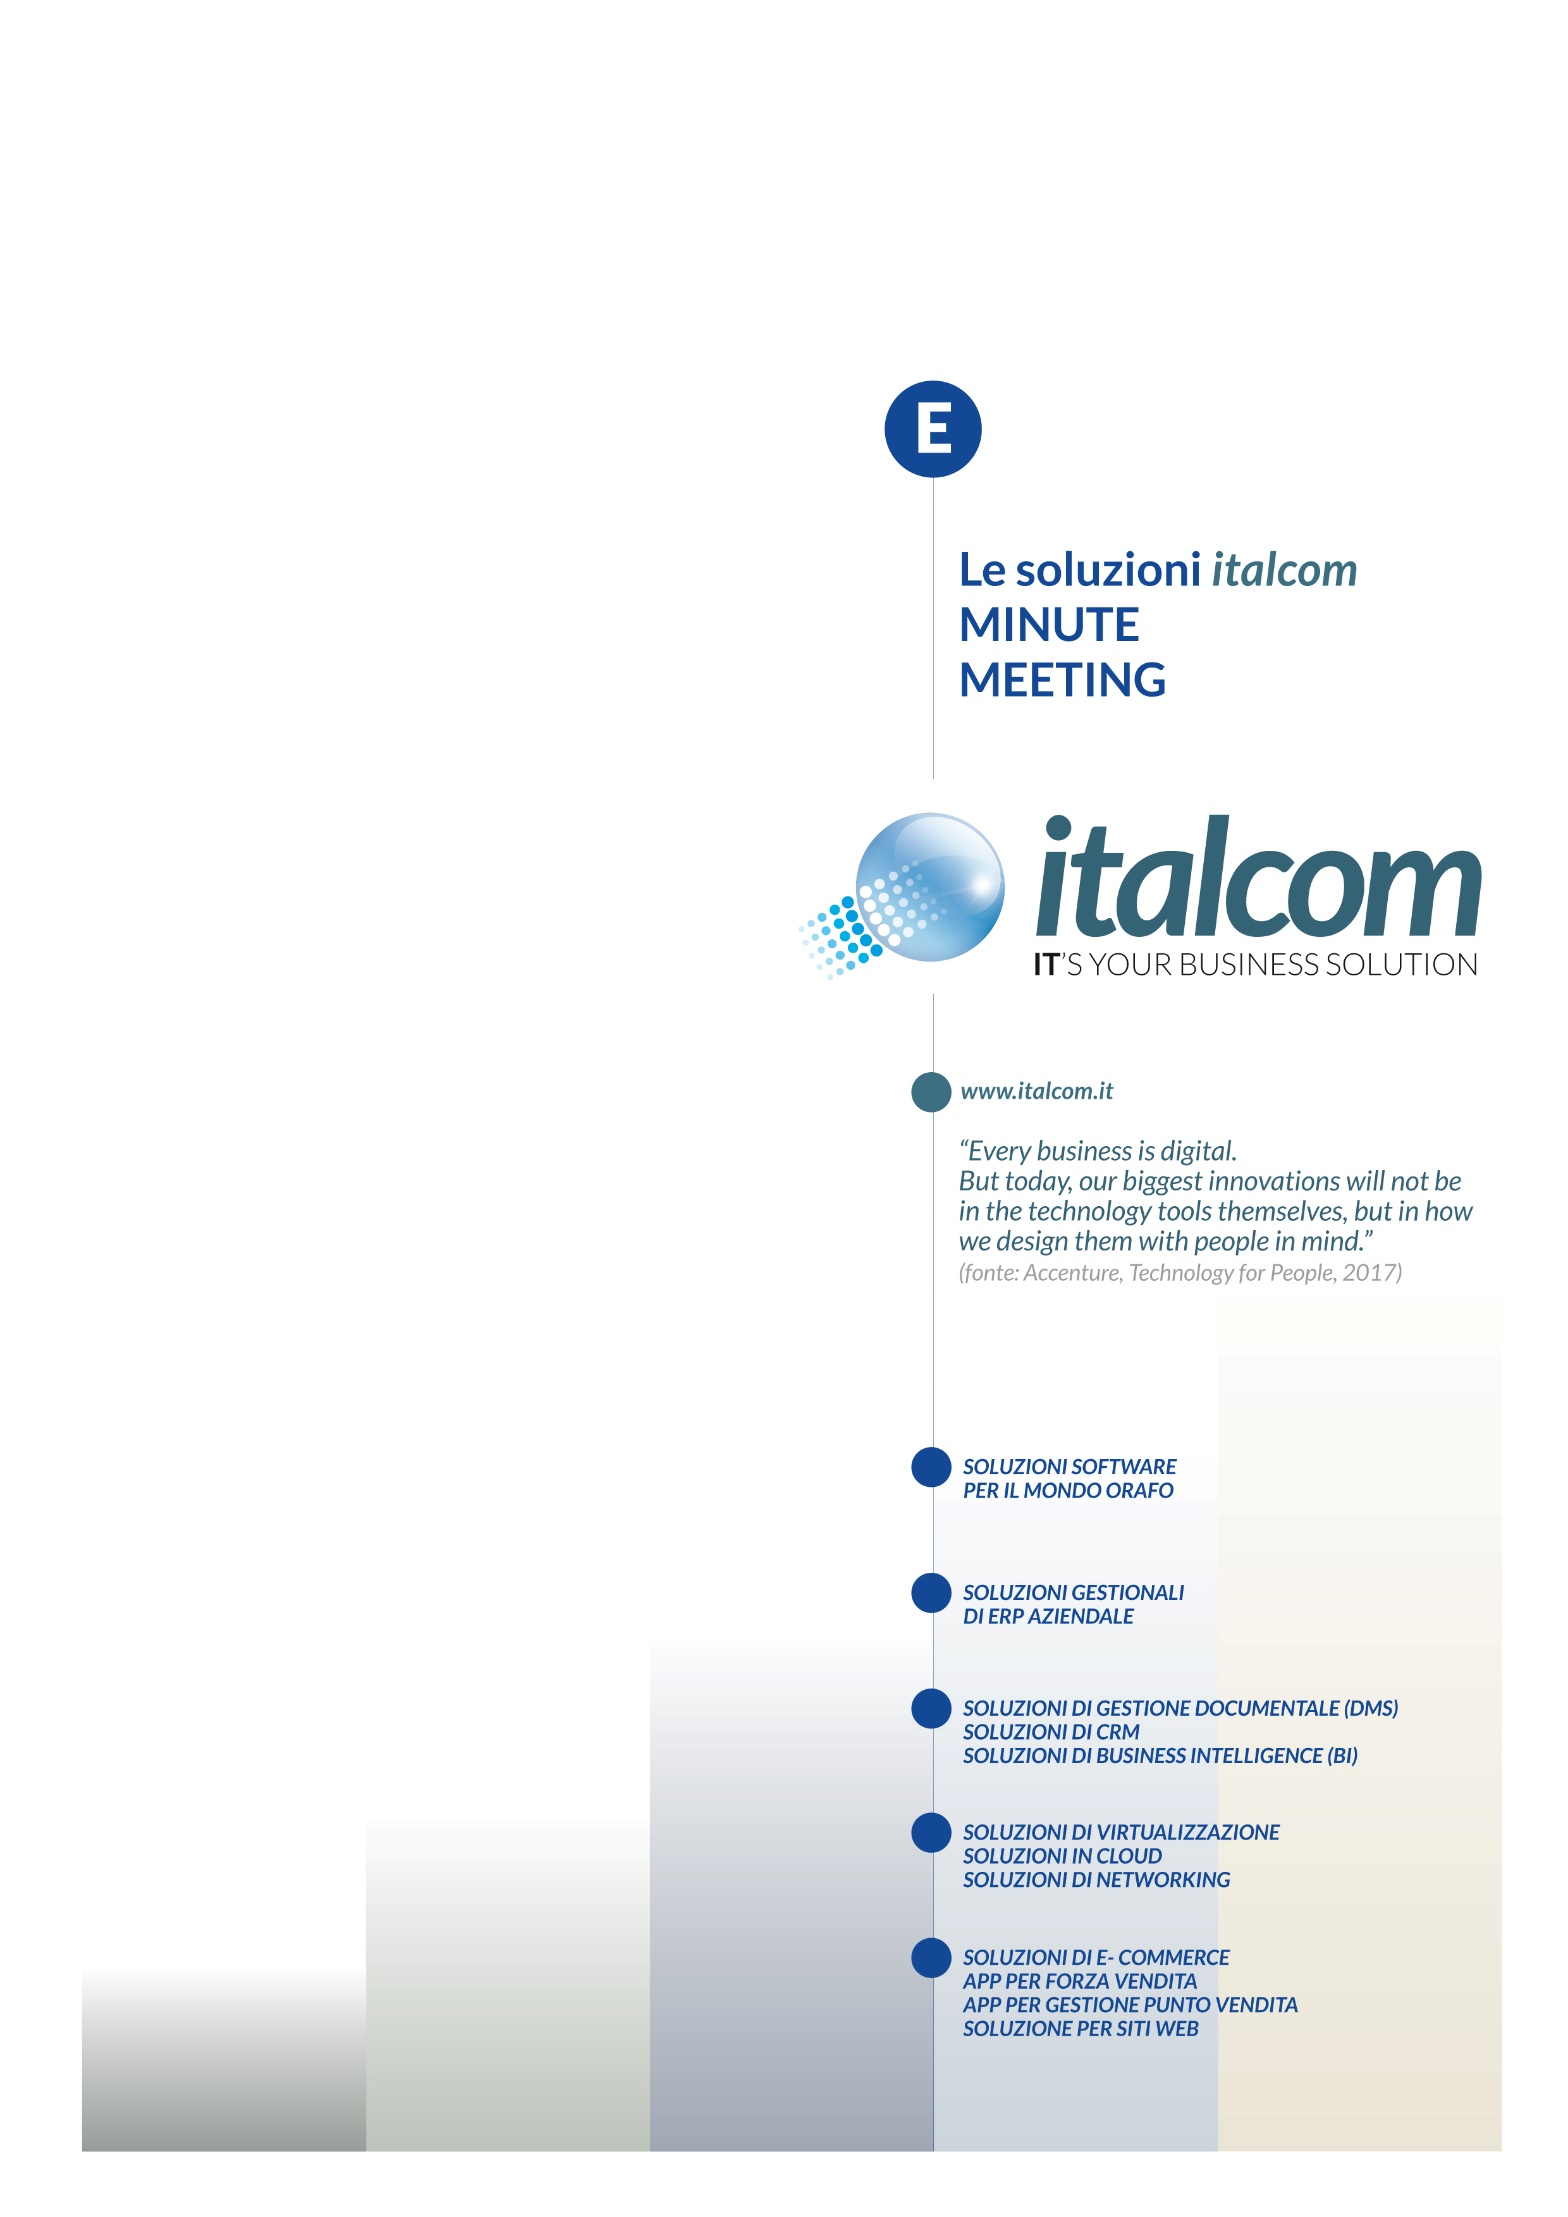 E
Le soluzioni italcom
MINUTE
MEETING
italcom
IT'S YOUR BUSINESS SOLUTION
www.italcom.it
“Every business is digital.
But today, our biggest innovations will not be
in the technology tools themselves, but in how
we design them with people in mind.”
(fonte: Accenture, Technology for People, 2017)
SOLUZIONI SOFTWARE
PER IL MONDO ORAFO
SOLUZIONI GESTIONALI
DI ERP AZIENDALE
SOLUZIONI DI GESTIONE DOCUMENTALE (DMS)
SOLUZIONI DI CRM
SOLUZIONI DI BUSINESS INTELLIGENCE (BI)
SOLUZIONI DI VIRTUALIZZAZIONE
SOLUZIONI IN CLOUD
SOLUZIONI DI NETWORKING
SOLUZIONI DI E- COMMERCE
APP PER FORZA VENDITA
APP PER GESTIONE PUNTO VENDITA
SOLUZIONE PER SITI WEB